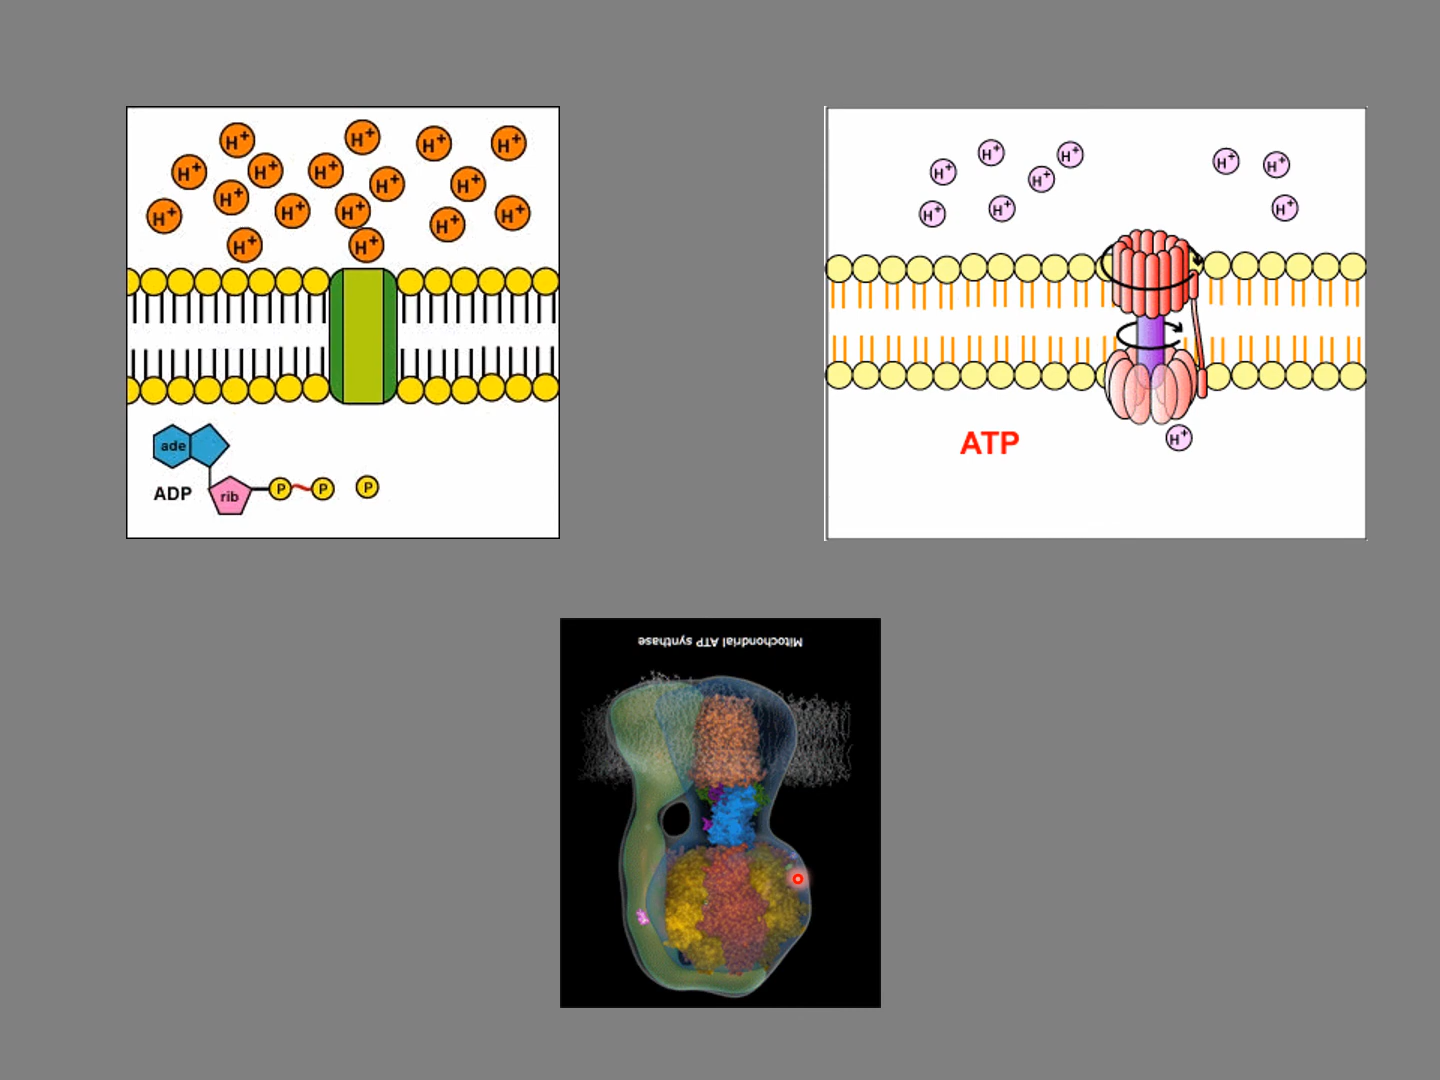 H+ H+ H+ H+
H+ H+ H+ H+ H+
H+ H+ H+ H+ H+ H+
H+ H+
ade
ADP rib P P P
H+ H+ H+ H+
H+ H+
H+ H+ H+
ATP H+
Mitochondrial ATP synthase